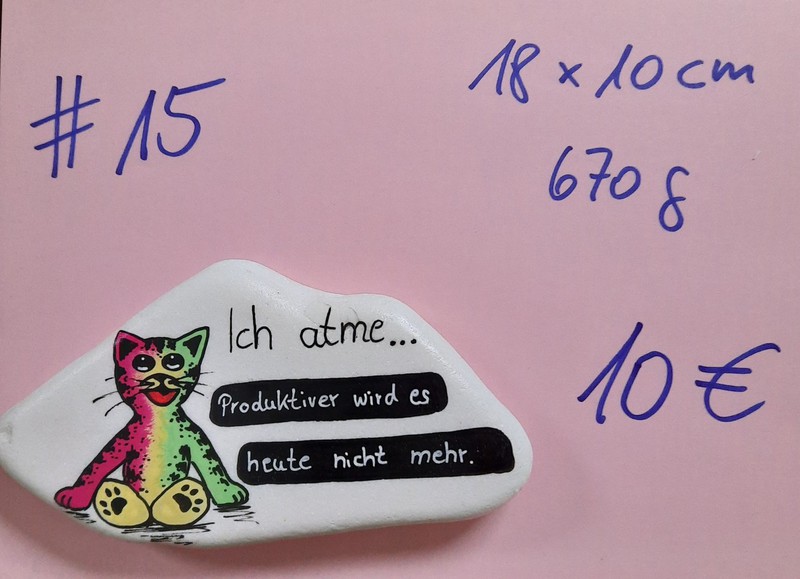 #15
18 x 10 cm
670 g
10 €
Ich atme...
Produktiver wird es
heute nicht mehr.